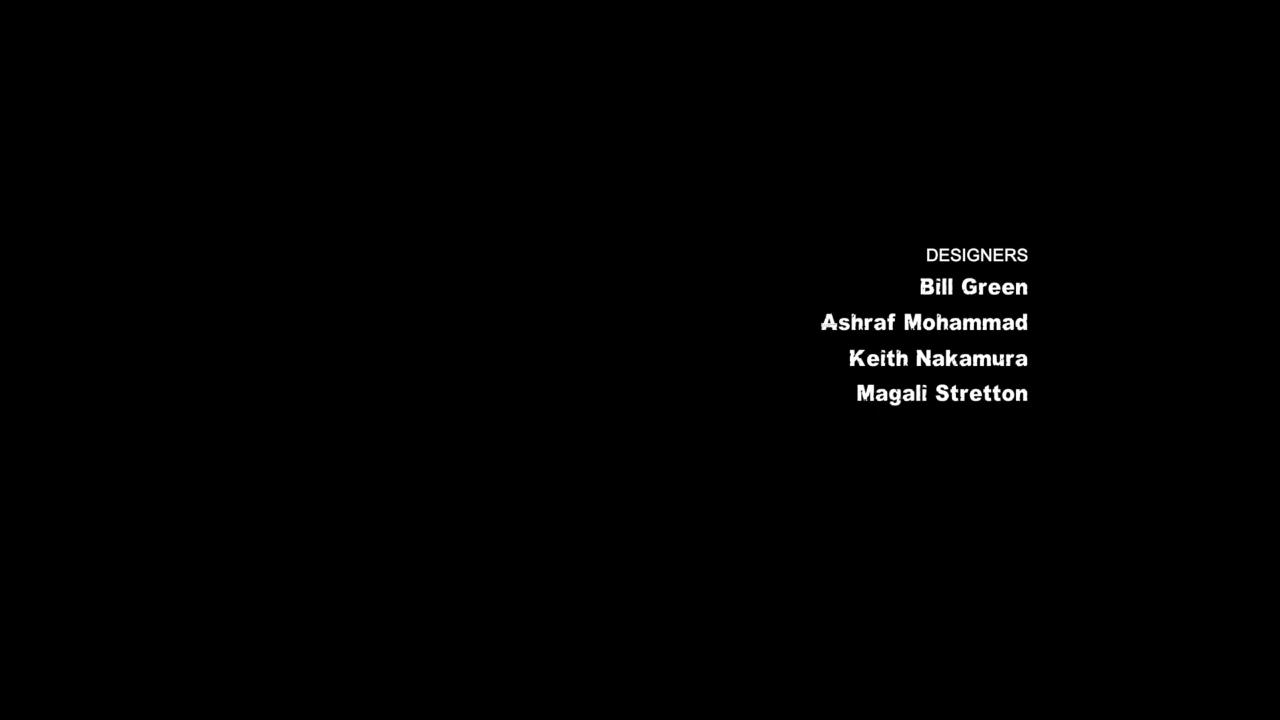 DESIGNERS
Bill Green
Ashraf Mohammad
Keith Nakamura
Magali Stretton